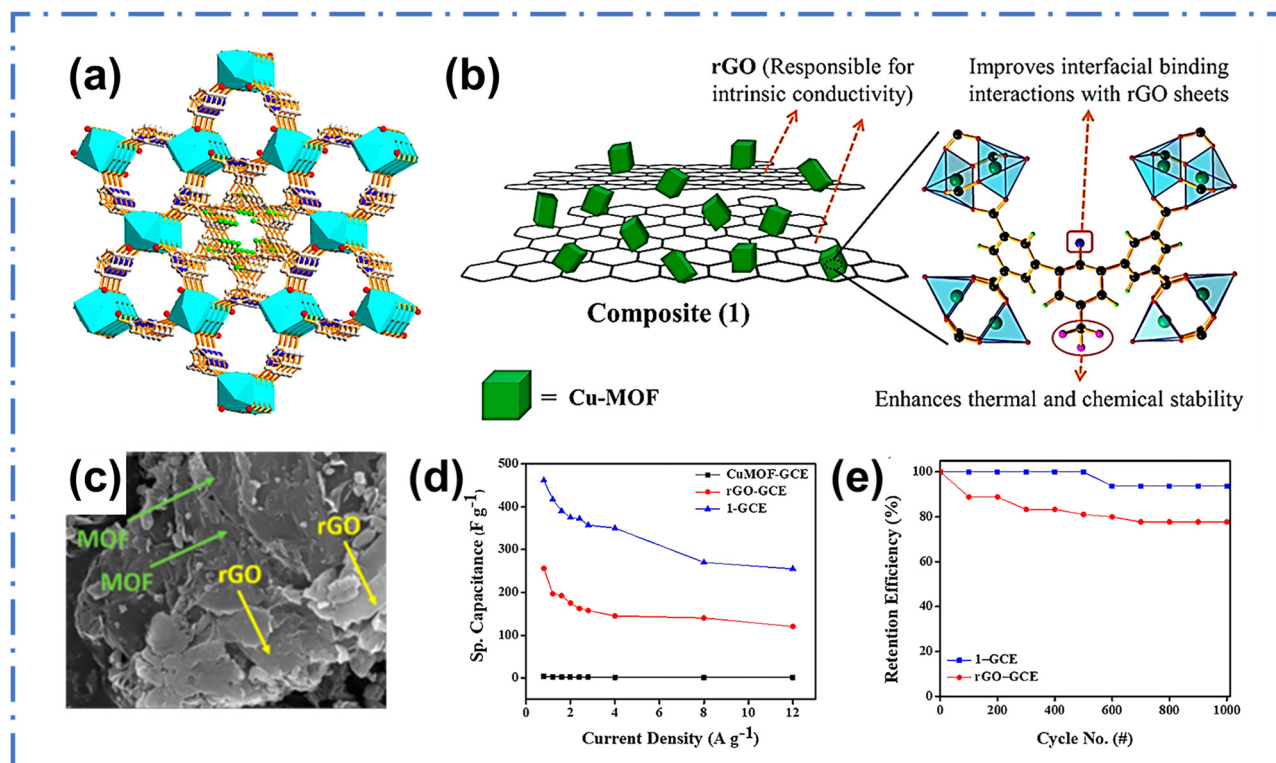 (a)
(b)
rGO (Responsible for
intrinsic conductivity)
Improves interfacial binding
interactions with rGO sheets
Composite (1)
= Cu-MOF
Enhances thermal and chemical stability
(c)
MOF
MOF
rGO
rGO
(d)
500
400
300
200
100
0
Sp. Capacitance (F g⁻¹)
CuMOF-GCE
rGO-GCE
1-GCE
0 2 4 6 8 10 12
Current Density (A g⁻¹)
(e)
100
80
60
40
20
0
Retention Efficiency (%)
1–GCE
rGO–GCE
0 200 400 600 800 1000
Cycle No. (#)